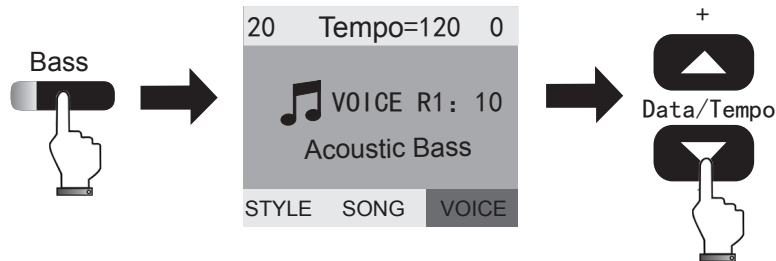 Bass
20 Tempo=120 0
VOICE R1: 10
Acoustic Bass
STYLE SONG VOICE
+
Data/Tempo